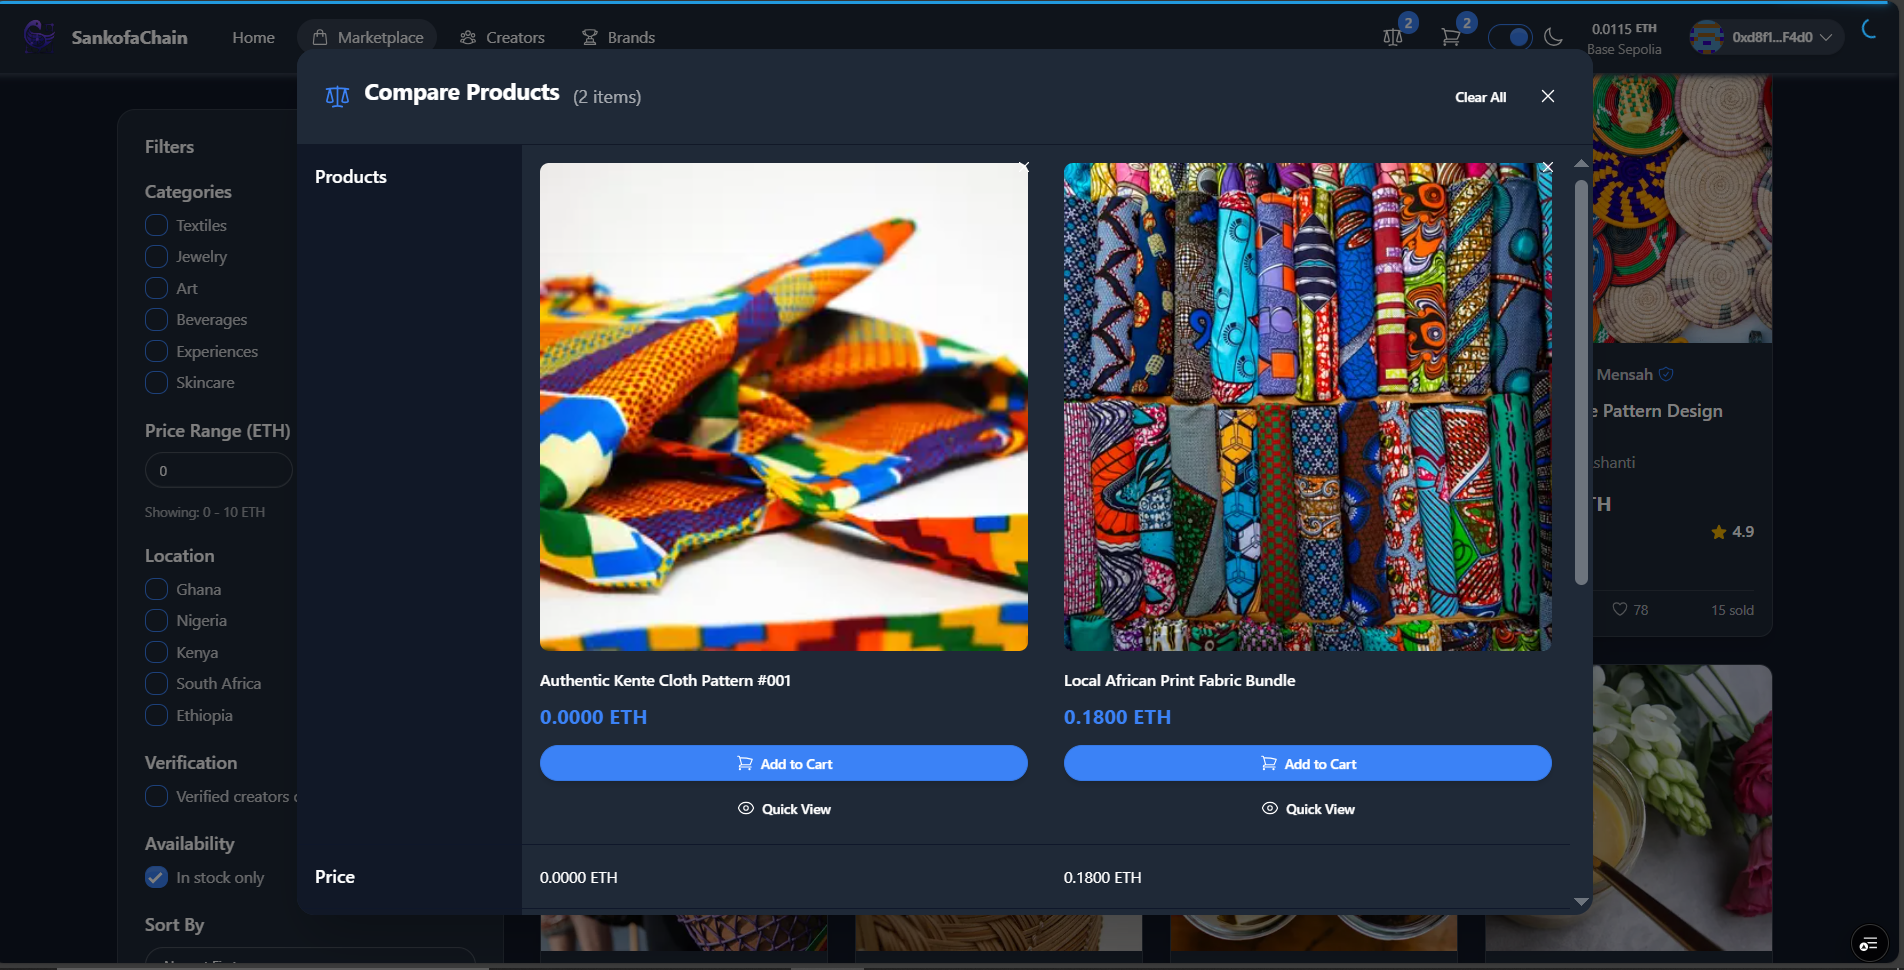 SankofaChain
Home
Marketplace
Creators
Brands
2
2
0.0115 ETH
Base Sepolia
0xd8f1...F4d0
Compare Products
(2 items)
Clear All
Filters
Categories
Textiles
Jewelry
Art
Beverages
Experiences
Skincare
Price Range (ETH)
0
Showing: 0 - 10 ETH
Location
Ghana
Nigeria
Kenya
South Africa
Ethiopia
Verification
Verified creators
Availability
In stock only
Sort By
Products
Authentic Kente Cloth Pattern #001
0.0000 ETH
Add to Cart
Quick View
Local African Print Fabric Bundle
0.1800 ETH
Add to Cart
Quick View
Price
0.0000 ETH
0.1800 ETH
Mensah
e Pattern Design
shanti
TH
4.9
78
15 sold